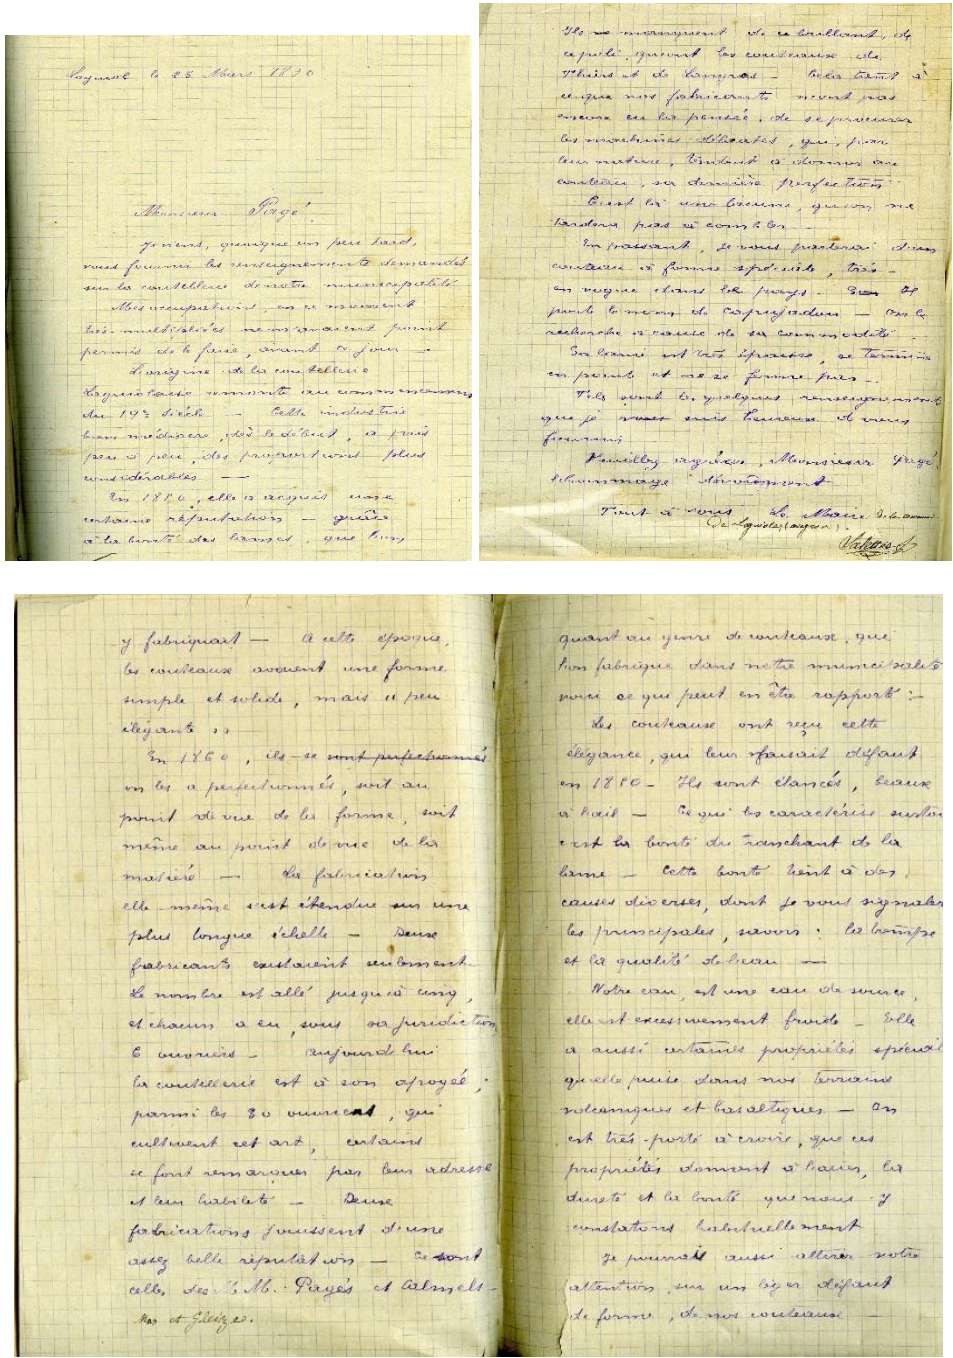 Laguiole le 23 Mars 1890
Monsieur Pagé.
Je viens, quoique un peu tard,
vous fournir les renseignements demandés
sur la coutellerie de notre municipalité
Mes occupations, en ce moment
très-multipliées ne m'avaient point
permis de le faire, avant ce jour —
L'origine de la coutellerie
Laguiolaise remonte au commencement
du 19e siècle — Cette industrie
bien médiocre, dès le début, a pris
peu à peu, des proportions plus
considérables —
En 1850, elle a acquis une
certaine réputation — grâce
à la bonté des lames, que l'on
y fabriquait — A cette époque,
les couteaux avaient une forme
simple et solide, mais peu
élégante
En 1860, ils se sont perfectionnés
on les a perfectionnés, soit au
point de vue de la forme, soit
même au point de vue de la
matière — La fabrication
elle-même s'est étendue sur une
plus longue échelle — Deux
fabricants existaient seulement
Le nombre est allé jusqu'à cinq,
et chacun a eu, sous sa juridiction
6 ouvriers — aujourd'hui
la coutellerie est à son apogée;
parmi les 30 ouvriers, qui
cultivent cet art, certains
se font remarquer par leur adresse
et leur habileté — Deux
fabrications jouissent d'une
assez belle réputation — Ce sont
celles des M.M. Pagés et Calmels —
Mas et Gleizse.
quant au genre de couteaux, que
l'on fabrique dans notre municipalité
voici ce qui peut en être rapporté :—
Les couteaux ont reçu cette
élégance, qui leur faisait défaut
en 1850 — Ils sont élancés, beaux
à l'œil — Ce qui les caractérise surtout
c'est la bonté du tranchant de la
lame — Cette bonté tient à des
causes diverses, dont je vous signaler
les principales, savoir : la trempe
et la qualité de l'eau —
Notre eau, est une eau de source,
elle est excessivement froide — Elle
a aussi certaines propriétés spécial
qu'elle puise dans nos terrains
volcaniques et basaltiques — On
est très-porté à croire, que ces
propriétés donnent à l'acier, la
dureté et la bonté que nous y
constatons habituellement
Je pourrais aussi attirer votre
attention, sur un léger défaut
de forme, de nos couteaux —
Ils manquent de ce brillant, de
ce poli, qu'ont les couteaux de
Thiers et de Langres — Cela tient à
ce que nos fabricants n'ont pas
encore eu la pensée, de se procurer
les machines délicates, qui, par
leur nature, tendent à donner au
couteau, sa dernière perfection
C'est là une lacune, qu'on ne
tardera pas à combler —
En passant, je vous parlerai d'un
couteau à forme spéciale, très —
en vogue dans le pays — Il
porte le nom de Capujadou — On le
recherche à cause de sa commodité.
Sa lame est très épaisse, se termine
en pointe et ne se ferme pas —.
Tels sont les quelques renseignements
que je suis heureux de vous
fournir
Veuillez agréer, Monsieur Pagé,
l'hommage dévouement
Tout à vous Le Maire de la commune
de Laguiole, (aveyron).